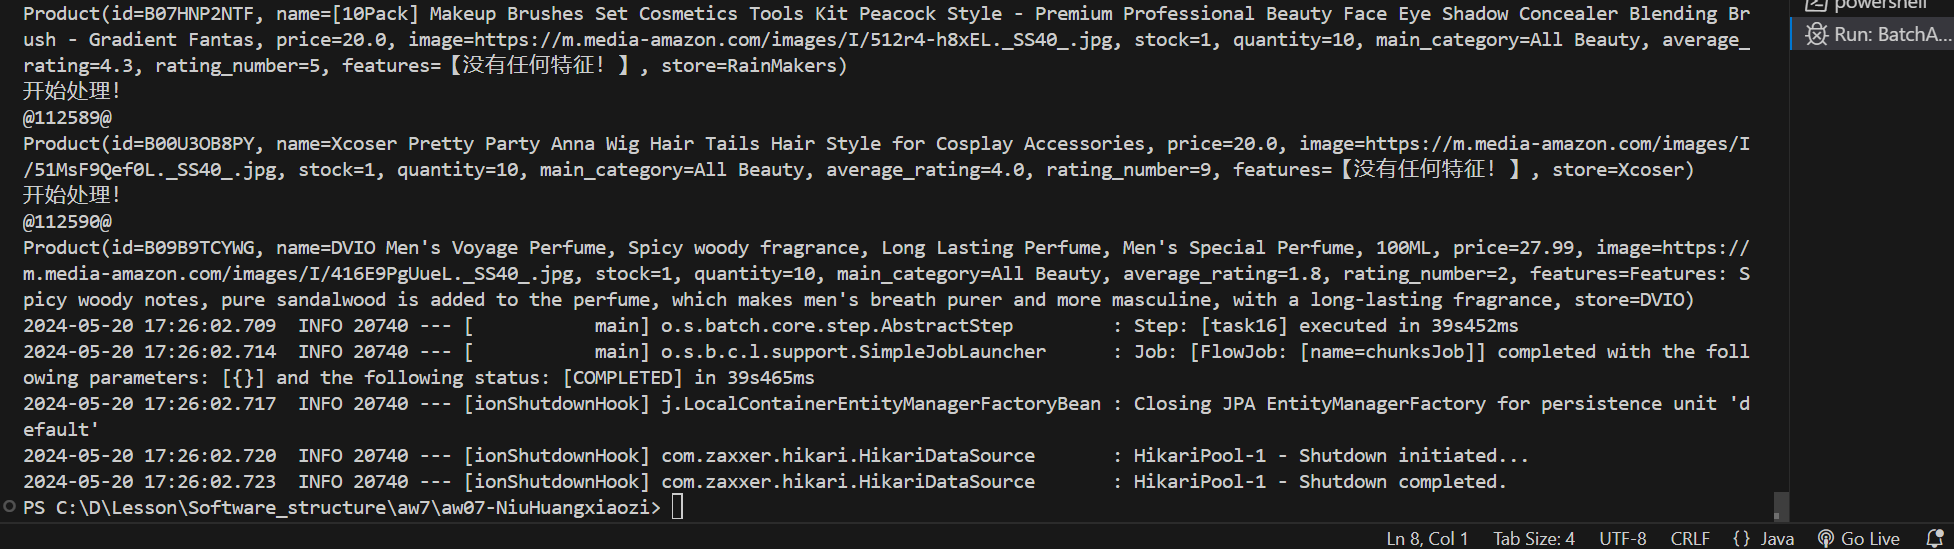 Product(id=B07HNP2NTF, name=[10Pack] Makeup Brushes Set Cosmetics Tools Kit Peacock Style - Premium Professional Beauty Face Eye Shadow Concealer Blending Br
ush - Gradient Fantas, price=20.0, image=https://m.media-amazon.com/images/I/512r4-h8xEL._SS40_.jpg, stock=1, quantity=10, main_category=All Beauty, average_
rating=4.3, rating_number=5, features=【没有任何特征！】, store=RainMakers)
开始处理！
@112589@
Product(id=B00U3OB8PY, name=Xcoser Pretty Party Anna Wig Hair Tails Hair Style for Cosplay Accessories, price=20.0, image=https://m.media-amazon.com/images/I
/51MsF9Qef0L._SS40_.jpg, stock=1, quantity=10, main_category=All Beauty, average_rating=4.0, rating_number=9, features=【没有任何特征！】, store=Xcoser)
开始处理！
@112590@
Product(id=B09B9TCYWG, name=DVIO Men's Voyage Perfume, Spicy woody fragrance, Long Lasting Perfume, Men's Special Perfume, 100ML, price=27.99, image=https://
m.media-amazon.com/images/I/416E9PgUueL._SS40_.jpg, stock=1, quantity=10, main_category=All Beauty, average_rating=1.8, rating_number=2, features=Features: S
picy woody notes, pure sandalwood is added to the perfume, which makes men's breath purer and more masculine, with a long-lasting fragrance, store=DVIO)
2024-05-20 17:26:02.709  INFO 20740 --- [           main] o.s.batch.core.step.AbstractStep         : Step: [task16] executed in 39s452ms
2024-05-20 17:26:02.714  INFO 20740 --- [           main] o.s.b.c.l.support.SimpleJobLauncher      : Job: [FlowJob: [name=chunksJob]] completed with the foll
owing parameters: [{}] and the following status: [COMPLETED] in 39s465ms
2024-05-20 17:26:02.717  INFO 20740 --- [ionShutdownHook] j.LocalContainerEntityManagerFactoryBean : Closing JPA EntityManagerFactory for persistence unit 'd
efault'
2024-05-20 17:26:02.720  INFO 20740 --- [ionShutdownHook] com.zaxxer.hikari.HikariDataSource       : HikariPool-1 - Shutdown initiated...
2024-05-20 17:26:02.723  INFO 20740 --- [ionShutdownHook] com.zaxxer.hikari.HikariDataSource       : HikariPool-1 - Shutdown completed.
PS C:\D\Lesson\Software_structure\aw7\aw07-NiuHuangxiaozi>
powershell
Run: BatchA...
Ln 8, Col 1 Tab Size: 4 UTF-8 CRLF {} Java Go Live